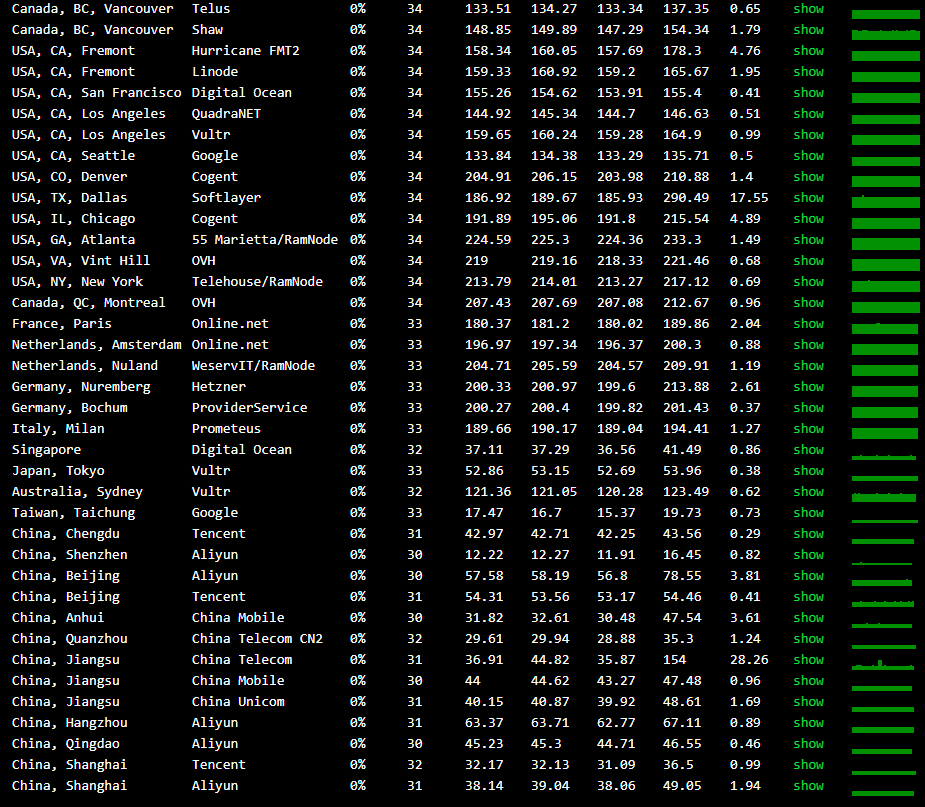 Canada, BC, Vancouver Telus 0% 34 133.51 134.27 133.34 137.35 0.65 show
Canada, BC, Vancouver Shaw 0% 34 148.85 149.89 147.29 154.34 1.79 show
USA, CA, Fremont Hurricane FMT2 0% 34 158.34 160.05 157.69 178.3 4.76 show
USA, CA, Fremont Linode 0% 34 159.33 160.92 159.2 165.67 1.95 show
USA, CA, San Francisco Digital Ocean 0% 34 155.26 154.62 153.91 155.4 0.41 show
USA, CA, Los Angeles QuadraNET 0% 34 144.92 145.34 144.7 146.63 0.51 show
USA, CA, Los Angeles Vultr 0% 34 159.65 160.24 159.28 164.9 0.99 show
USA, CA, Seattle Google 0% 34 133.84 134.38 133.29 135.71 0.5 show
USA, CO, Denver Cogent 0% 34 204.91 206.15 203.98 210.88 1.4 show
USA, TX, Dallas Softlayer 0% 34 186.92 189.67 185.93 290.49 17.55 show
USA, IL, Chicago Cogent 0% 34 191.89 195.06 191.8 215.54 4.89 show
USA, GA, Atlanta 55 Marietta/RamNode 0% 34 224.59 225.3 224.36 233.3 1.49 show
USA, VA, Vint Hill OVH 0% 34 219 219.16 218.33 221.46 0.68 show
USA, NY, New York Telehouse/RamNode 0% 34 213.79 214.01 213.27 217.12 0.69 show
Canada, QC, Montreal OVH 0% 34 207.43 207.69 207.08 212.67 0.96 show
France, Paris Online.net 0% 33 180.37 181.2 180.02 189.86 2.04 show
Netherlands, Amsterdam Online.net 0% 33 196.97 197.34 196.37 200.3 0.88 show
Netherlands, Nuland WeservIT/RamNode 0% 33 204.71 205.59 204.57 209.91 1.19 show
Germany, Nuremberg Hetzner 0% 33 200.33 200.97 199.6 213.88 2.61 show
Germany, Bochum ProviderService 0% 33 200.27 200.4 199.82 201.43 0.37 show
Italy, Milan Prometeus 0% 33 189.66 190.17 189.04 194.41 1.27 show
Singapore Digital Ocean 0% 32 37.11 37.29 36.56 41.49 0.86 show
Japan, Tokyo Vultr 0% 33 52.86 53.15 52.69 53.96 0.38 show
Australia, Sydney Vultr 0% 32 121.36 121.05 120.28 123.49 0.62 show
Taiwan, Taichung Google 0% 33 17.47 16.7 15.37 19.73 0.73 show
China, Chengdu Tencent 0% 31 42.97 42.71 42.25 43.56 0.29 show
China, Shenzhen Aliyun 0% 30 12.22 12.27 11.91 16.45 0.82 show
China, Beijing Aliyun 0% 30 57.58 58.19 56.8 78.55 3.81 show
China, Beijing Tencent 0% 31 54.31 53.56 53.17 54.46 0.41 show
China, Anhui China Mobile 0% 30 31.82 32.61 30.48 47.54 3.61 show
China, Quanzhou China Telecom CN2 0% 32 29.61 29.94 28.88 35.3 1.24 show
China, Jiangsu China Telecom 0% 31 36.91 44.82 35.87 154 28.26 show
China, Jiangsu China Mobile 0% 30 44 44.62 43.27 47.48 0.96 show
China, Jiangsu China Unicom 0% 31 40.15 40.87 39.92 48.61 1.69 show
China, Hangzhou Aliyun 0% 31 63.37 63.71 62.77 67.11 0.89 show
China, Qingdao Aliyun 0% 30 45.23 45.3 44.71 46.55 0.46 show
China, Shanghai Tencent 0% 32 32.17 32.13 31.09 36.5 0.99 show
China, Shanghai Aliyun 0% 31 38.14 39.04 38.06 49.05 1.94 show